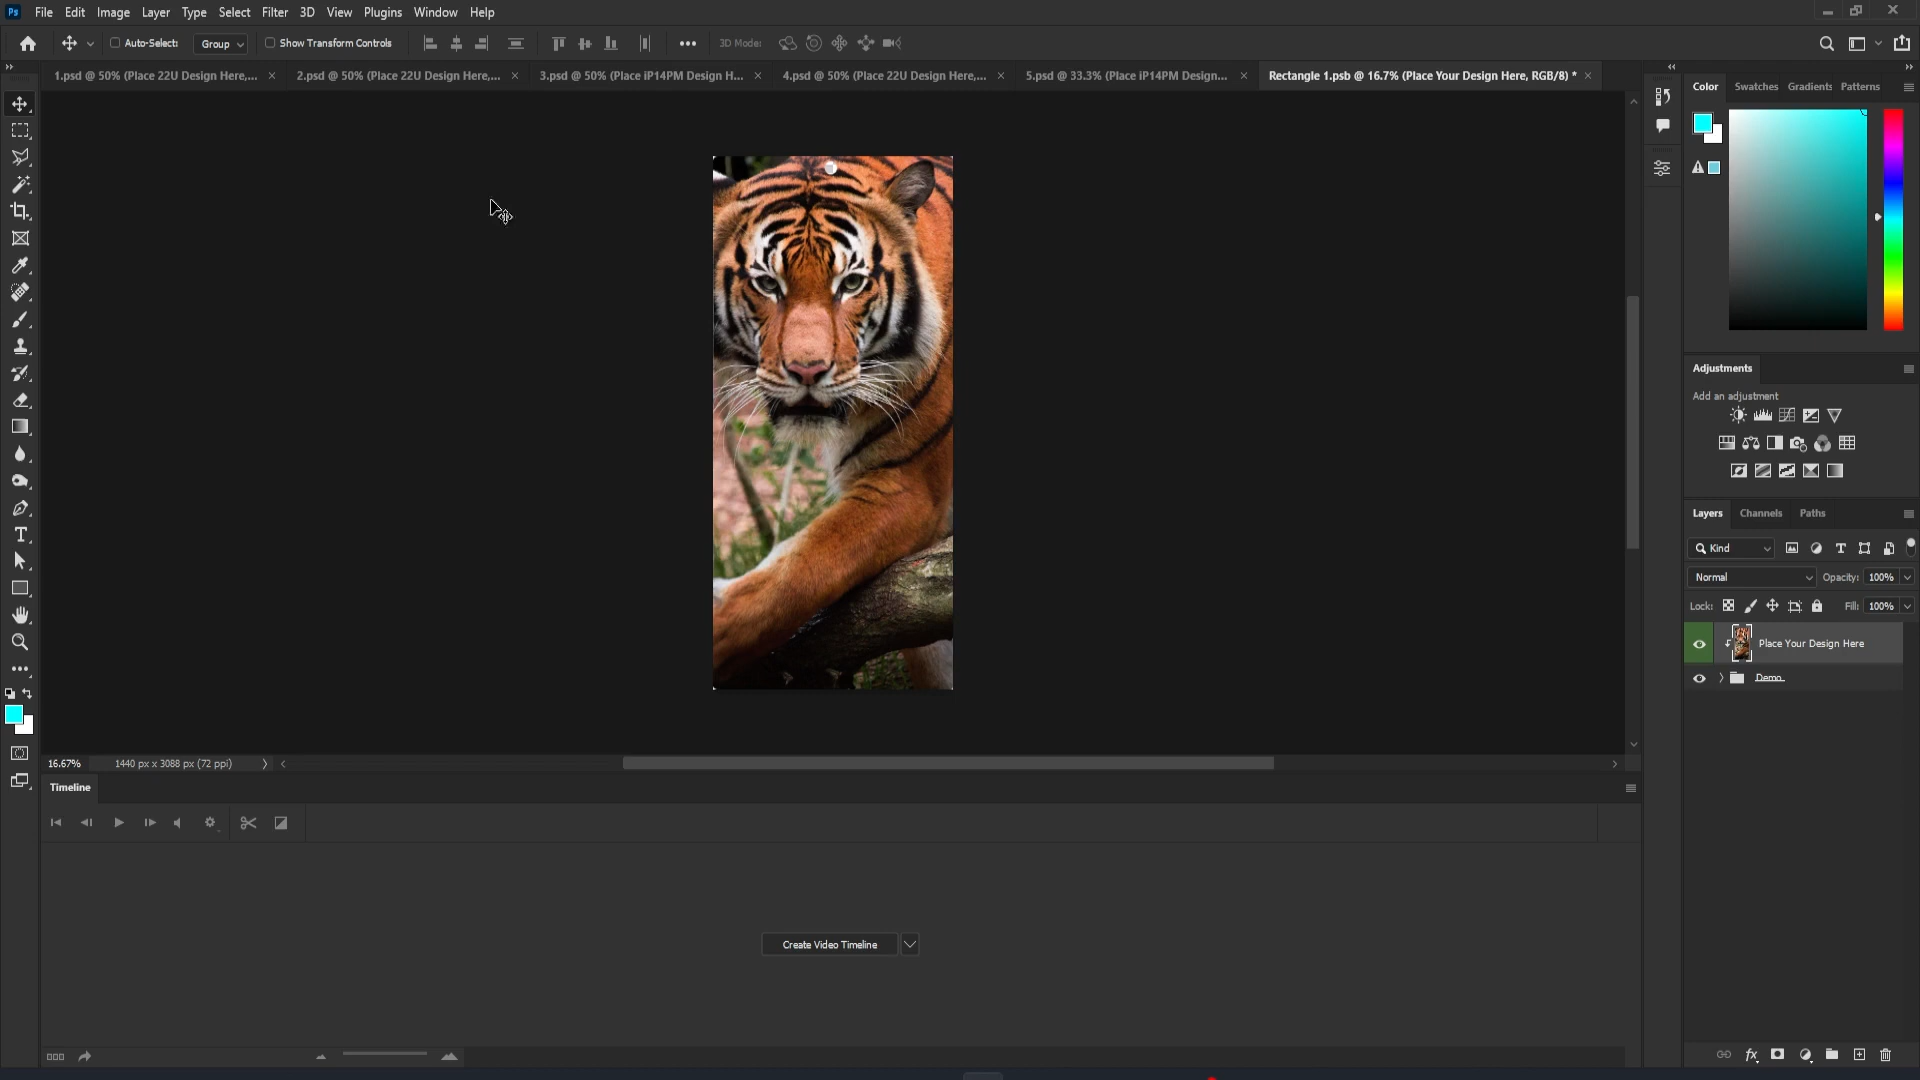 Ps File Edit Image Layer Type Select Filter 3D View Plugins Window Help
Auto-Select: Group Show Transform Controls 3D Mode:
1.psd @ 50% (Place 22U Design Here,... 2.psd @ 50% (Place 22U Design Here,... 3.psd @ 50% (Place iP14PM Design H... 4.psd @ 50% (Place 22U Design Here,... 5.psd @ 33.3% (Place iP14PM Design... Rectangle 1.psb @ 16.7% (Place Your Design Here, RGB/8) *
Color Swatches Gradients Patterns
Adjustments
Add an adjustment
Layers Channels Paths
Kind
Normal Opacity: 100%
Lock: Fill: 100%
Place Your Design Here
Demo
16.67% 1440 px x 3088 px (72 ppi)
Timeline
Create Video Timeline